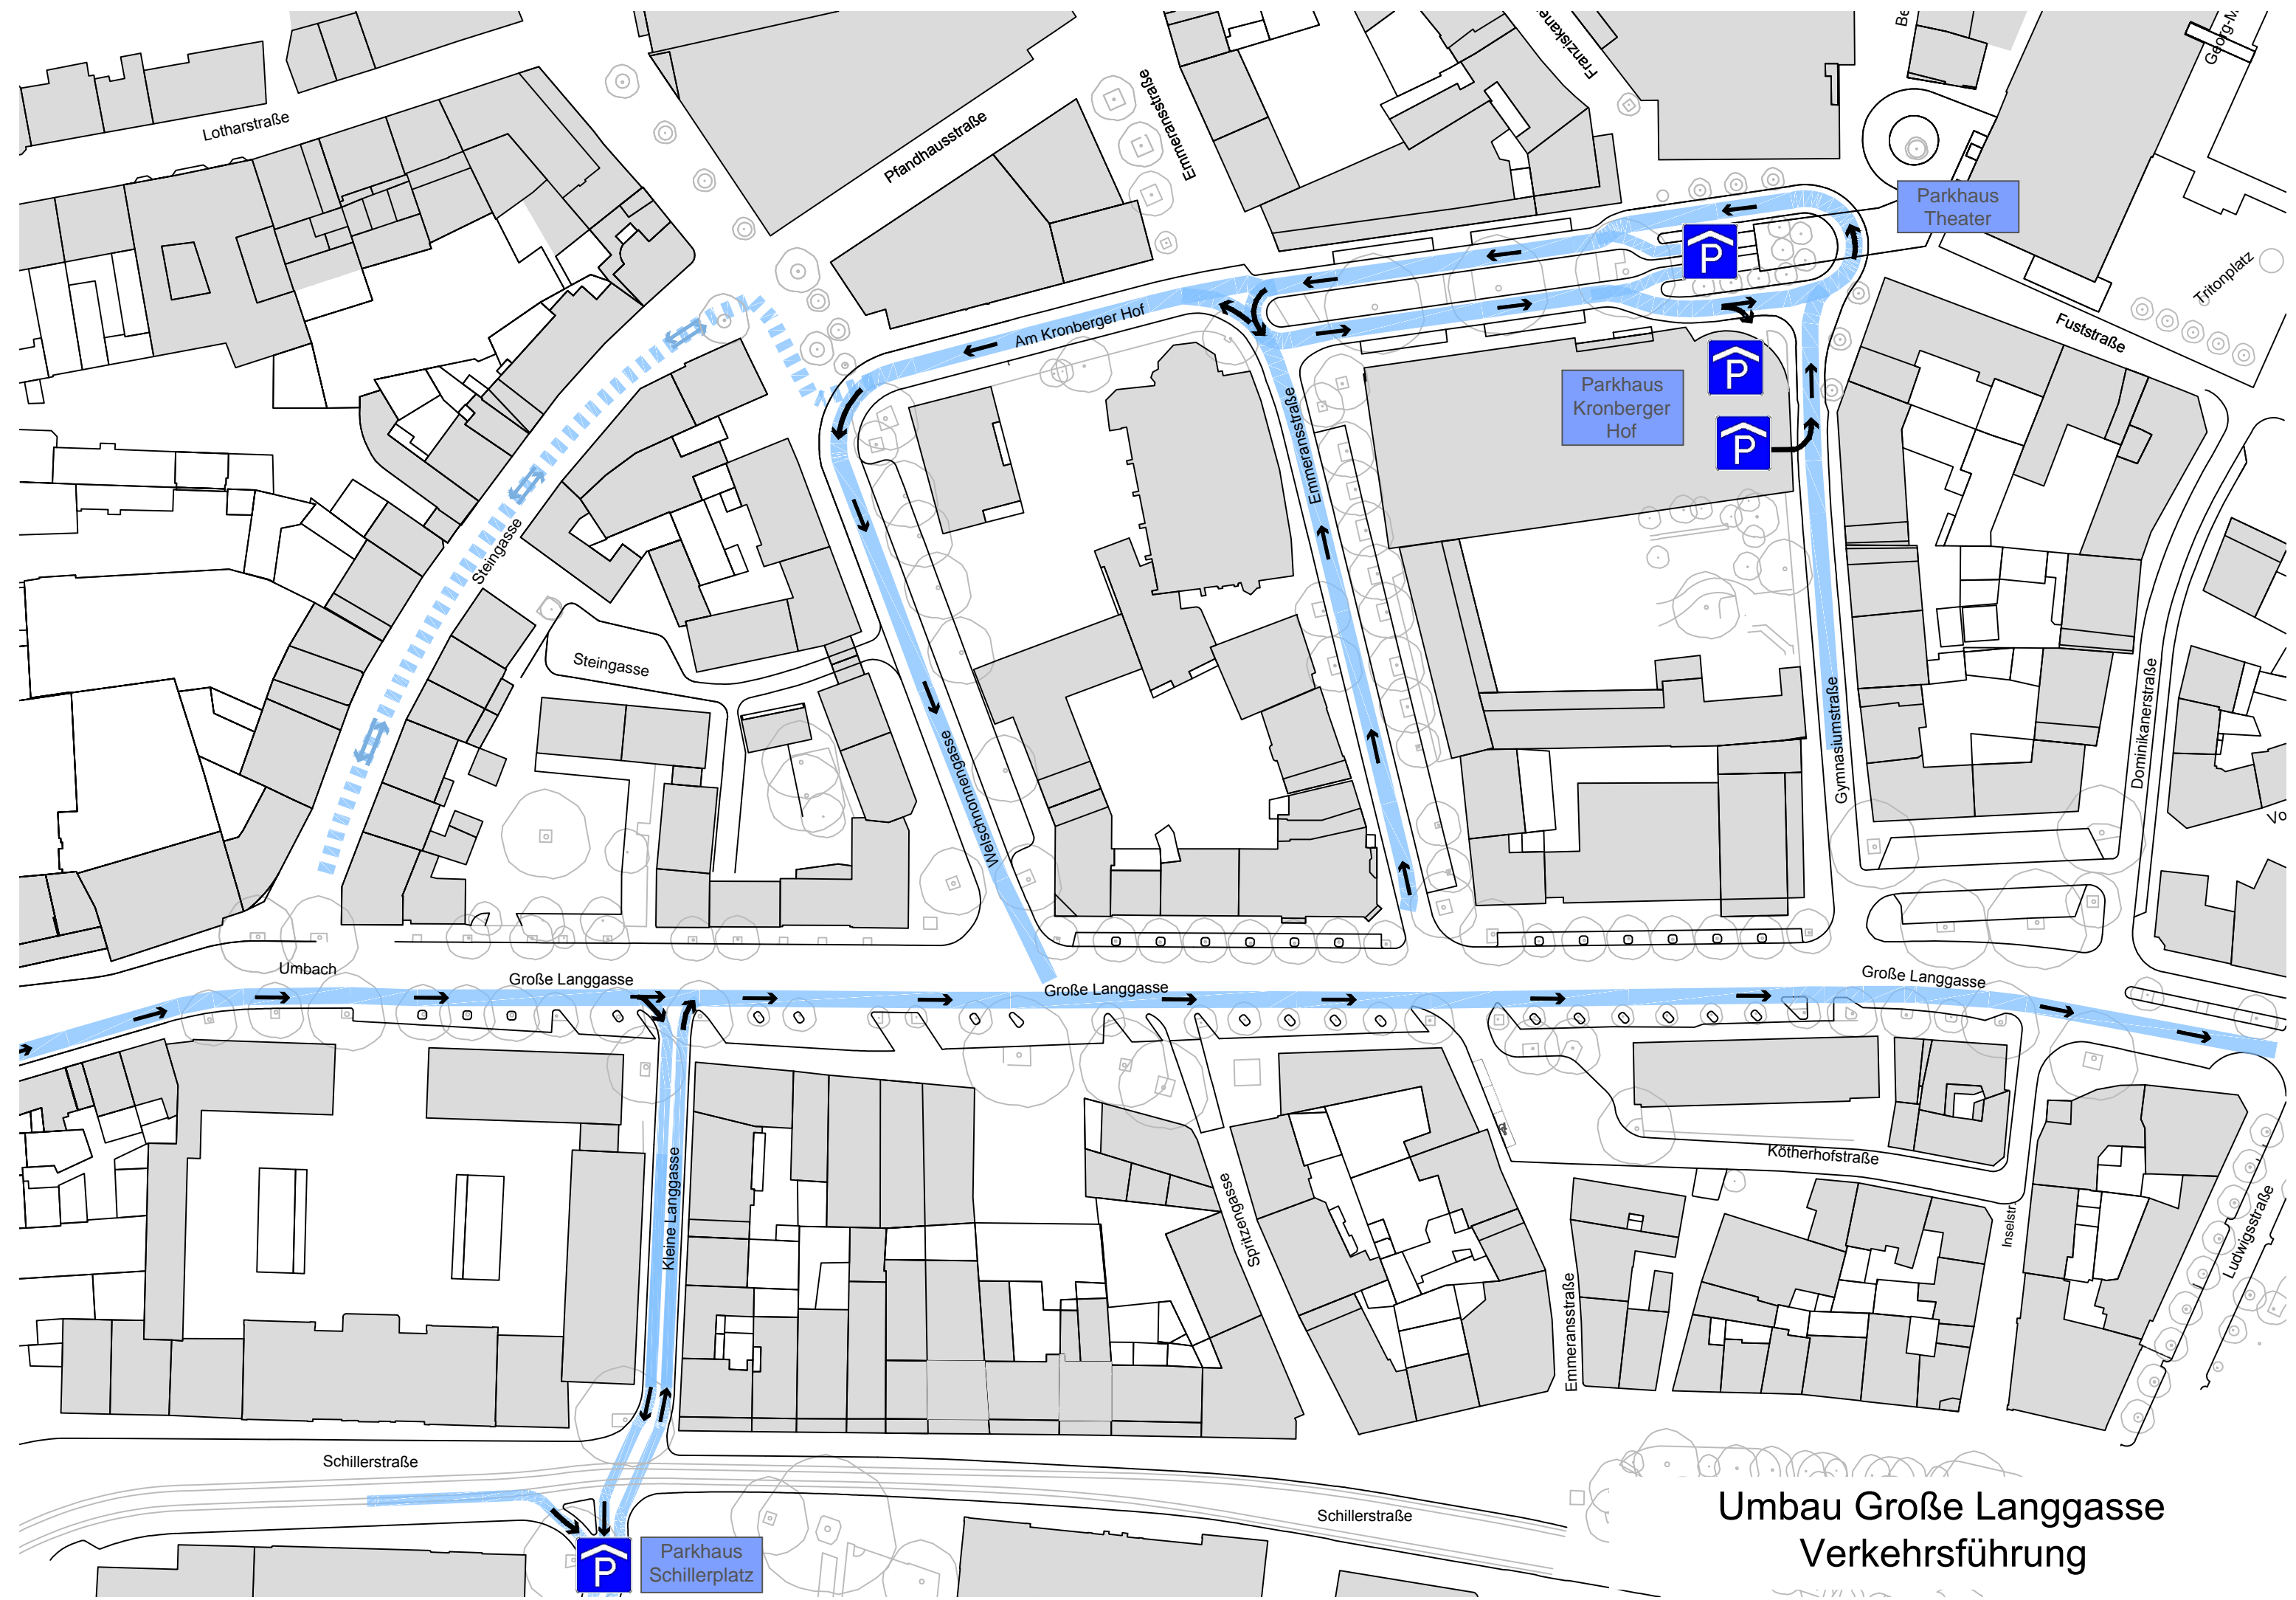 Lotharstraße
Pfandhausstraße
Emmeransstraße
Parkhaus
Theater
P
Tritonplatz
Fuststraße
Am Kronberger Hof
P
Parkhaus
Kronberger
Hof
P
Emmeransstraße
Steingasse
Steingasse
Welschnonnengasse
Gymnasiumstraße
Dominikanerstraße
Umbach
Große Langgasse
Große Langgasse
Große Langgasse
Kleine Langgasse
Spritzengasse
Kötherhofstraße
Inselstr
Ludwigsstraße
Emmeransstraße
Schillerstraße
Schillerstraße
P
Parkhaus
Schillerplatz
Umbau Große Langgasse
Verkehrsführung